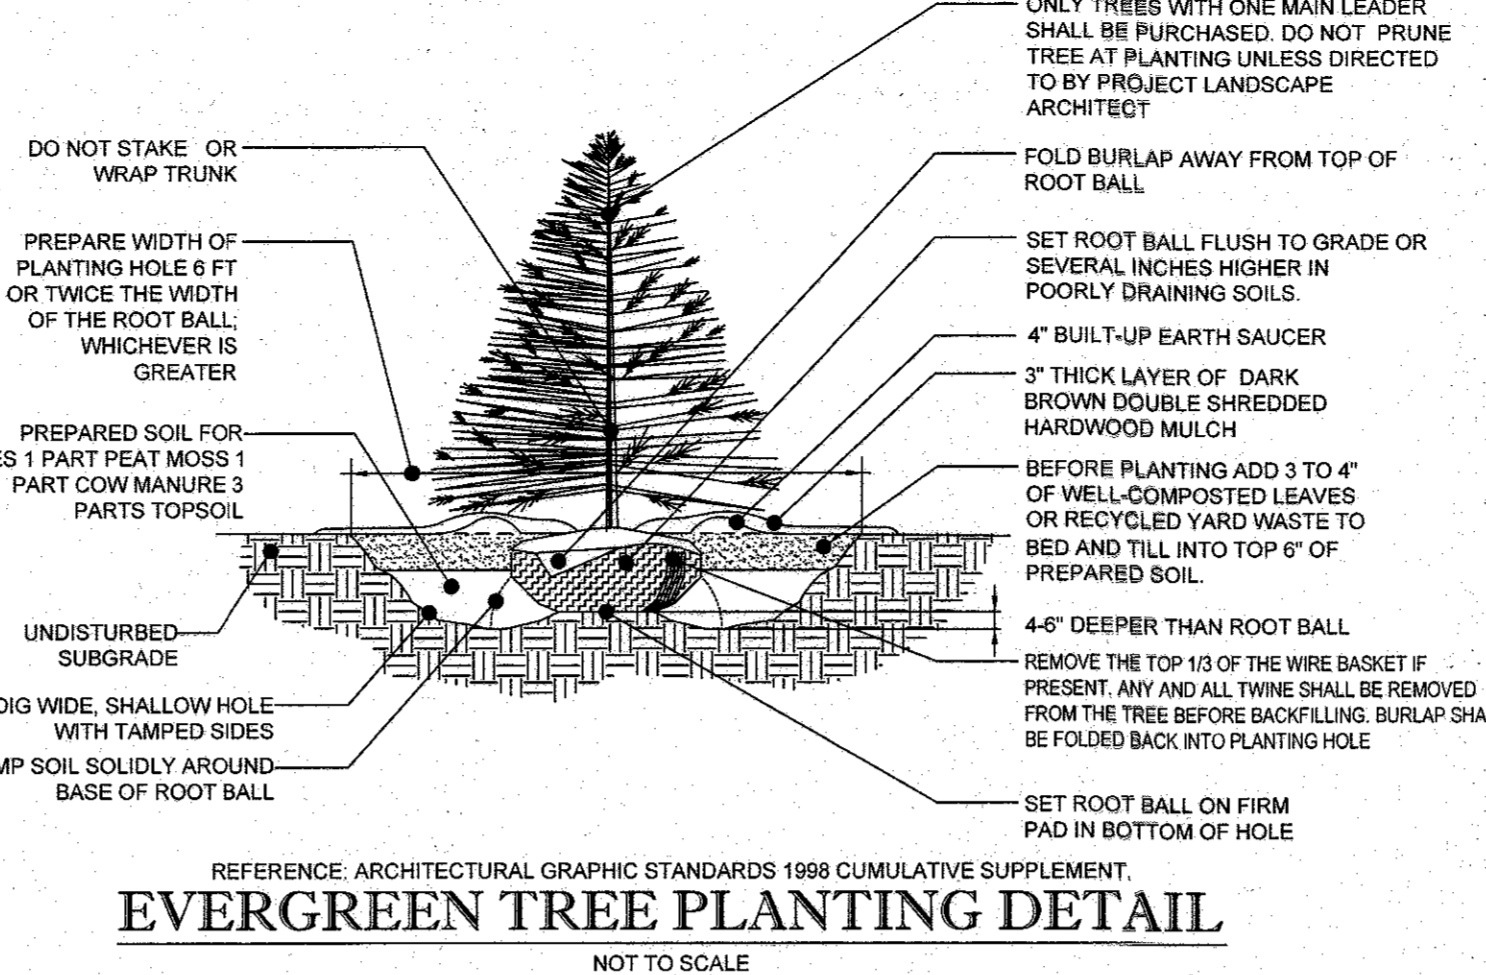 DO NOT STAKE OR
WRAP TRUNK
PREPARE WIDTH OF
PLANTING HOLE 6 FT
OR TWICE THE WIDTH
OF THE ROOT BALL;
WHICHEVER IS
GREATER
PREPARED SOIL FOR
ES 1 PART PEAT MOSS 1
PART COW MANURE 3
PARTS TOPSOIL
UNDISTURBED
SUBGRADE
DIG WIDE, SHALLOW HOLE
WITH TAMPED SIDES
MP SOIL SOLIDLY AROUND
BASE OF ROOT BALL
ONLY TREES WITH ONE MAIN LEADER
SHALL BE PURCHASED. DO NOT PRUNE
TREE AT PLANTING UNLESS DIRECTED
TO BY PROJECT LANDSCAPE
ARCHITECT
FOLD BURLAP AWAY FROM TOP OF
ROOT BALL
SET ROOT BALL FLUSH TO GRADE OR
SEVERAL INCHES HIGHER IN
POORLY DRAINING SOILS.
4" BUILT-UP EARTH SAUCER
3" THICK LAYER OF DARK
BROWN DOUBLE SHREDDED
HARDWOOD MULCH
BEFORE PLANTING ADD 3 TO 4"
OF WELL-COMPOSTED LEAVES
OR RECYCLED YARD WASTE TO
BED AND TILL INTO TOP 6" OF
PREPARED SOIL.
4-6" DEEPER THAN ROOT BALL
REMOVE THE TOP 1/3 OF THE WIRE BASKET IF
PRESENT. ANY AND ALL TWINE SHALL BE REMOVED
FROM THE TREE BEFORE BACKFILLING. BURLAP SHA
BE FOLDED BACK INTO PLANTING HOLE
SET ROOT BALL ON FIRM
PAD IN BOTTOM OF HOLE
REFERENCE: ARCHITECTURAL GRAPHIC STANDARDS 1998 CUMULATIVE SUPPLEMENT,
EVERGREEN TREE PLANTING DETAIL
NOT TO SCALE